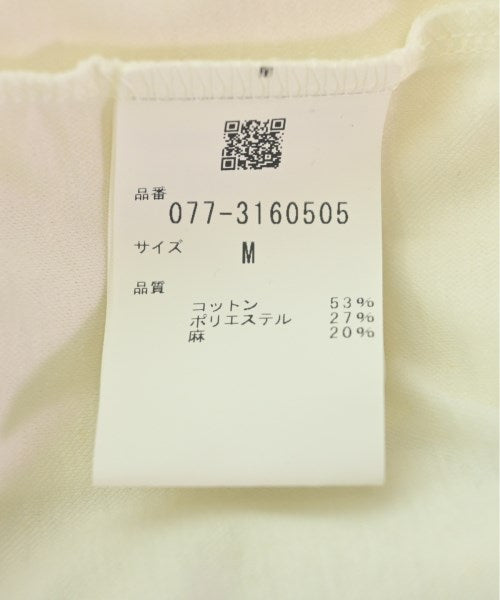 品番
077-3160505
サイズ M
品質
コットン 53%
ポリエステル 27%
麻 20%